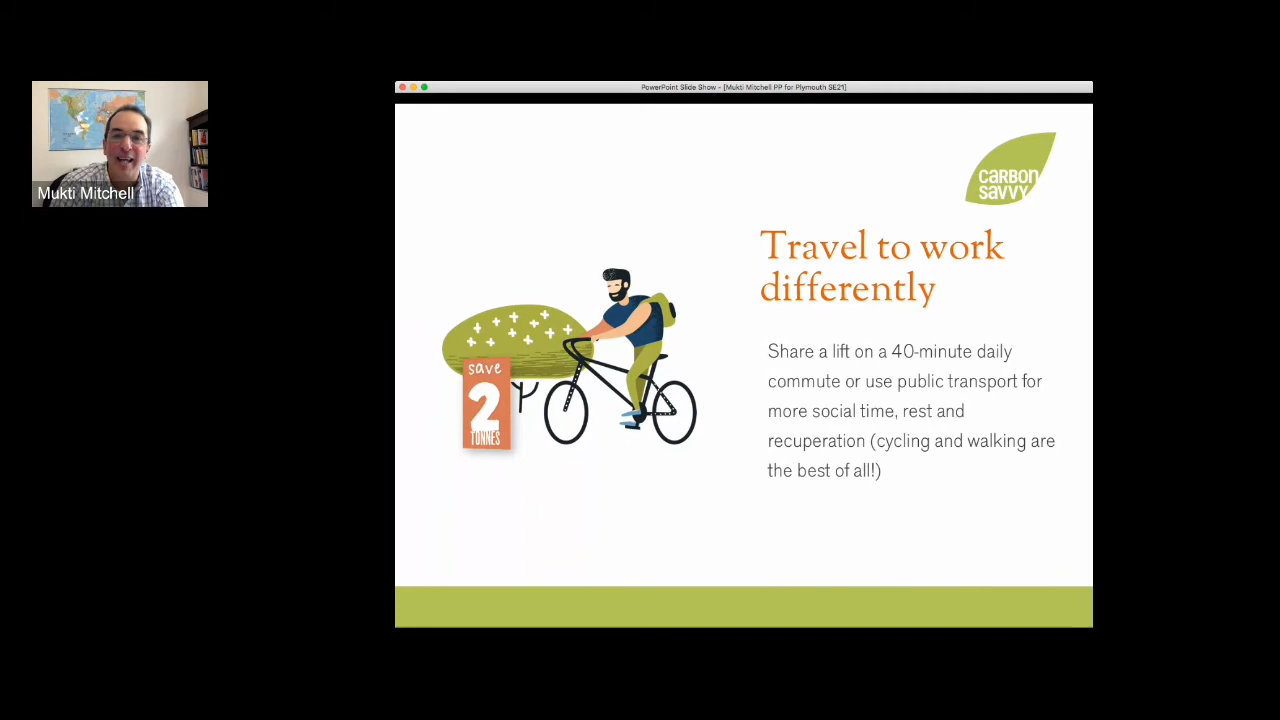 PowerPoint Slide Show - [Mukti Mitchell PP for Plymouth SE21]
Mukti Mitchell
CARBON
SAVVY
Travel to work
differently
Share a lift on a 40-minute daily
commute or use public transport for
more social time, rest and
recuperation (cycling and walking are
the best of all!)
save
2
TONNES